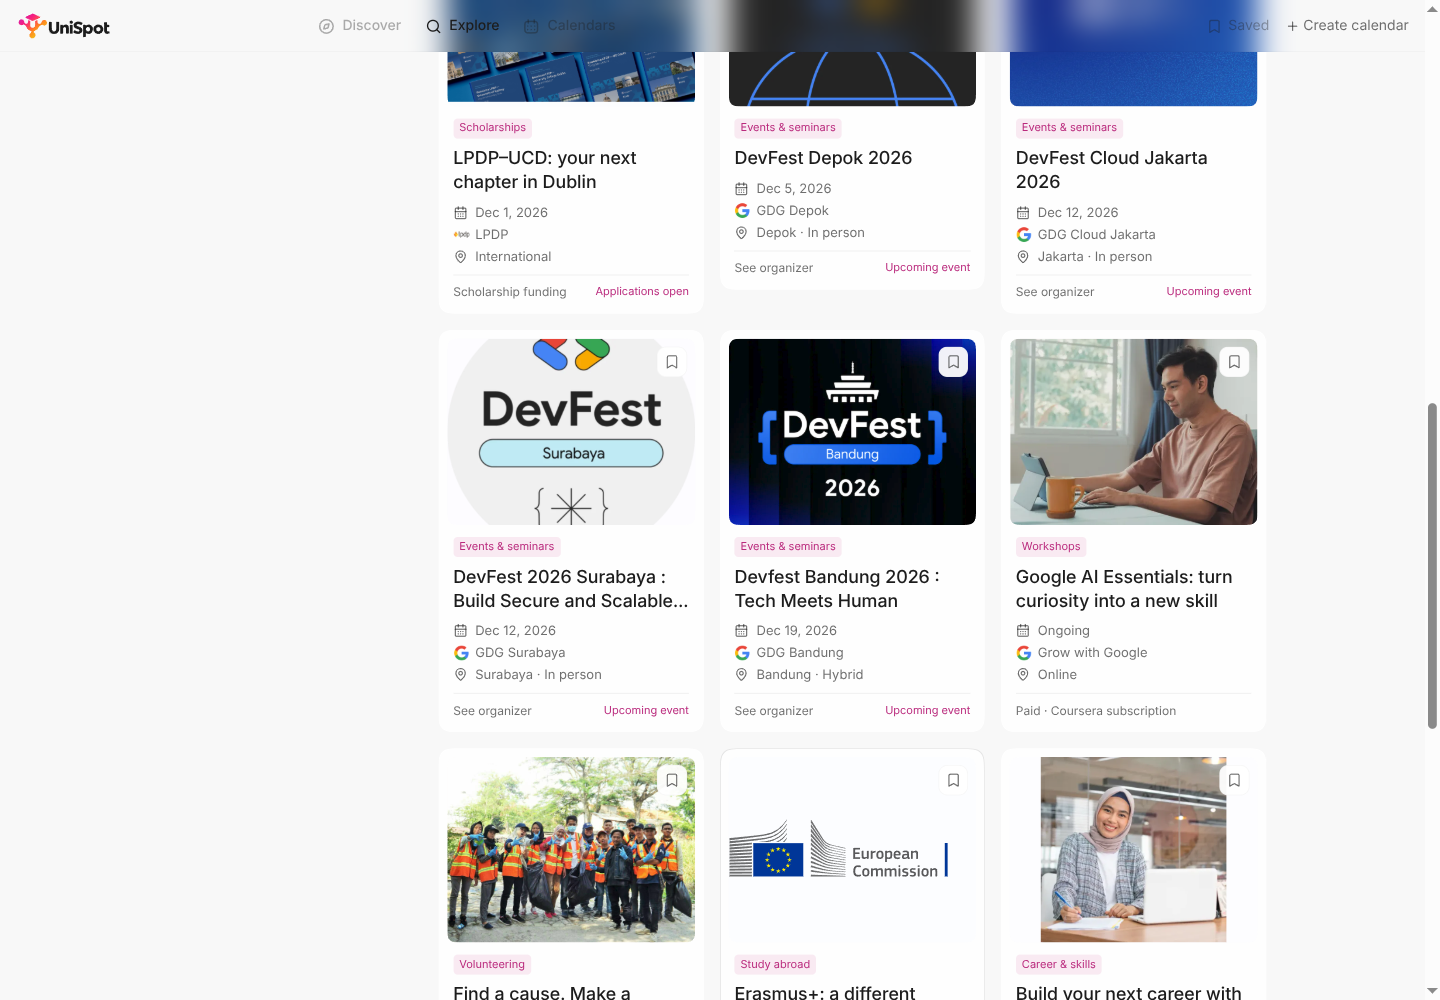 UniSpot
Discover
Explore
Calendars
Saved
+ Create calendar
Scholarships
LPDP–UCD: your next
chapter in Dublin
Dec 1, 2026
lpdp LPDP
International
Scholarship funding
Applications open
Events & seminars
DevFest Depok 2026
Dec 5, 2026
GDG Depok
Depok · In person
See organizer
Upcoming event
Events & seminars
DevFest Cloud Jakarta
2026
Dec 12, 2026
GDG Cloud Jakarta
Jakarta · In person
See organizer
Upcoming event
DevFest
Surabaya
Events & seminars
DevFest 2026 Surabaya :
Build Secure and Scalable...
Dec 12, 2026
GDG Surabaya
Surabaya · In person
See organizer
Upcoming event
DevFest
Bandung
2026
Events & seminars
Devfest Bandung 2026 :
Tech Meets Human
Dec 19, 2026
GDG Bandung
Bandung · Hybrid
See organizer
Upcoming event
Workshops
Google AI Essentials: turn
curiosity into a new skill
Ongoing
Grow with Google
Online
Paid · Coursera subscription
Volunteering
Find a cause. Make a
European
Commission
Study abroad
Erasmus+: a different
Career & skills
Build your next career with